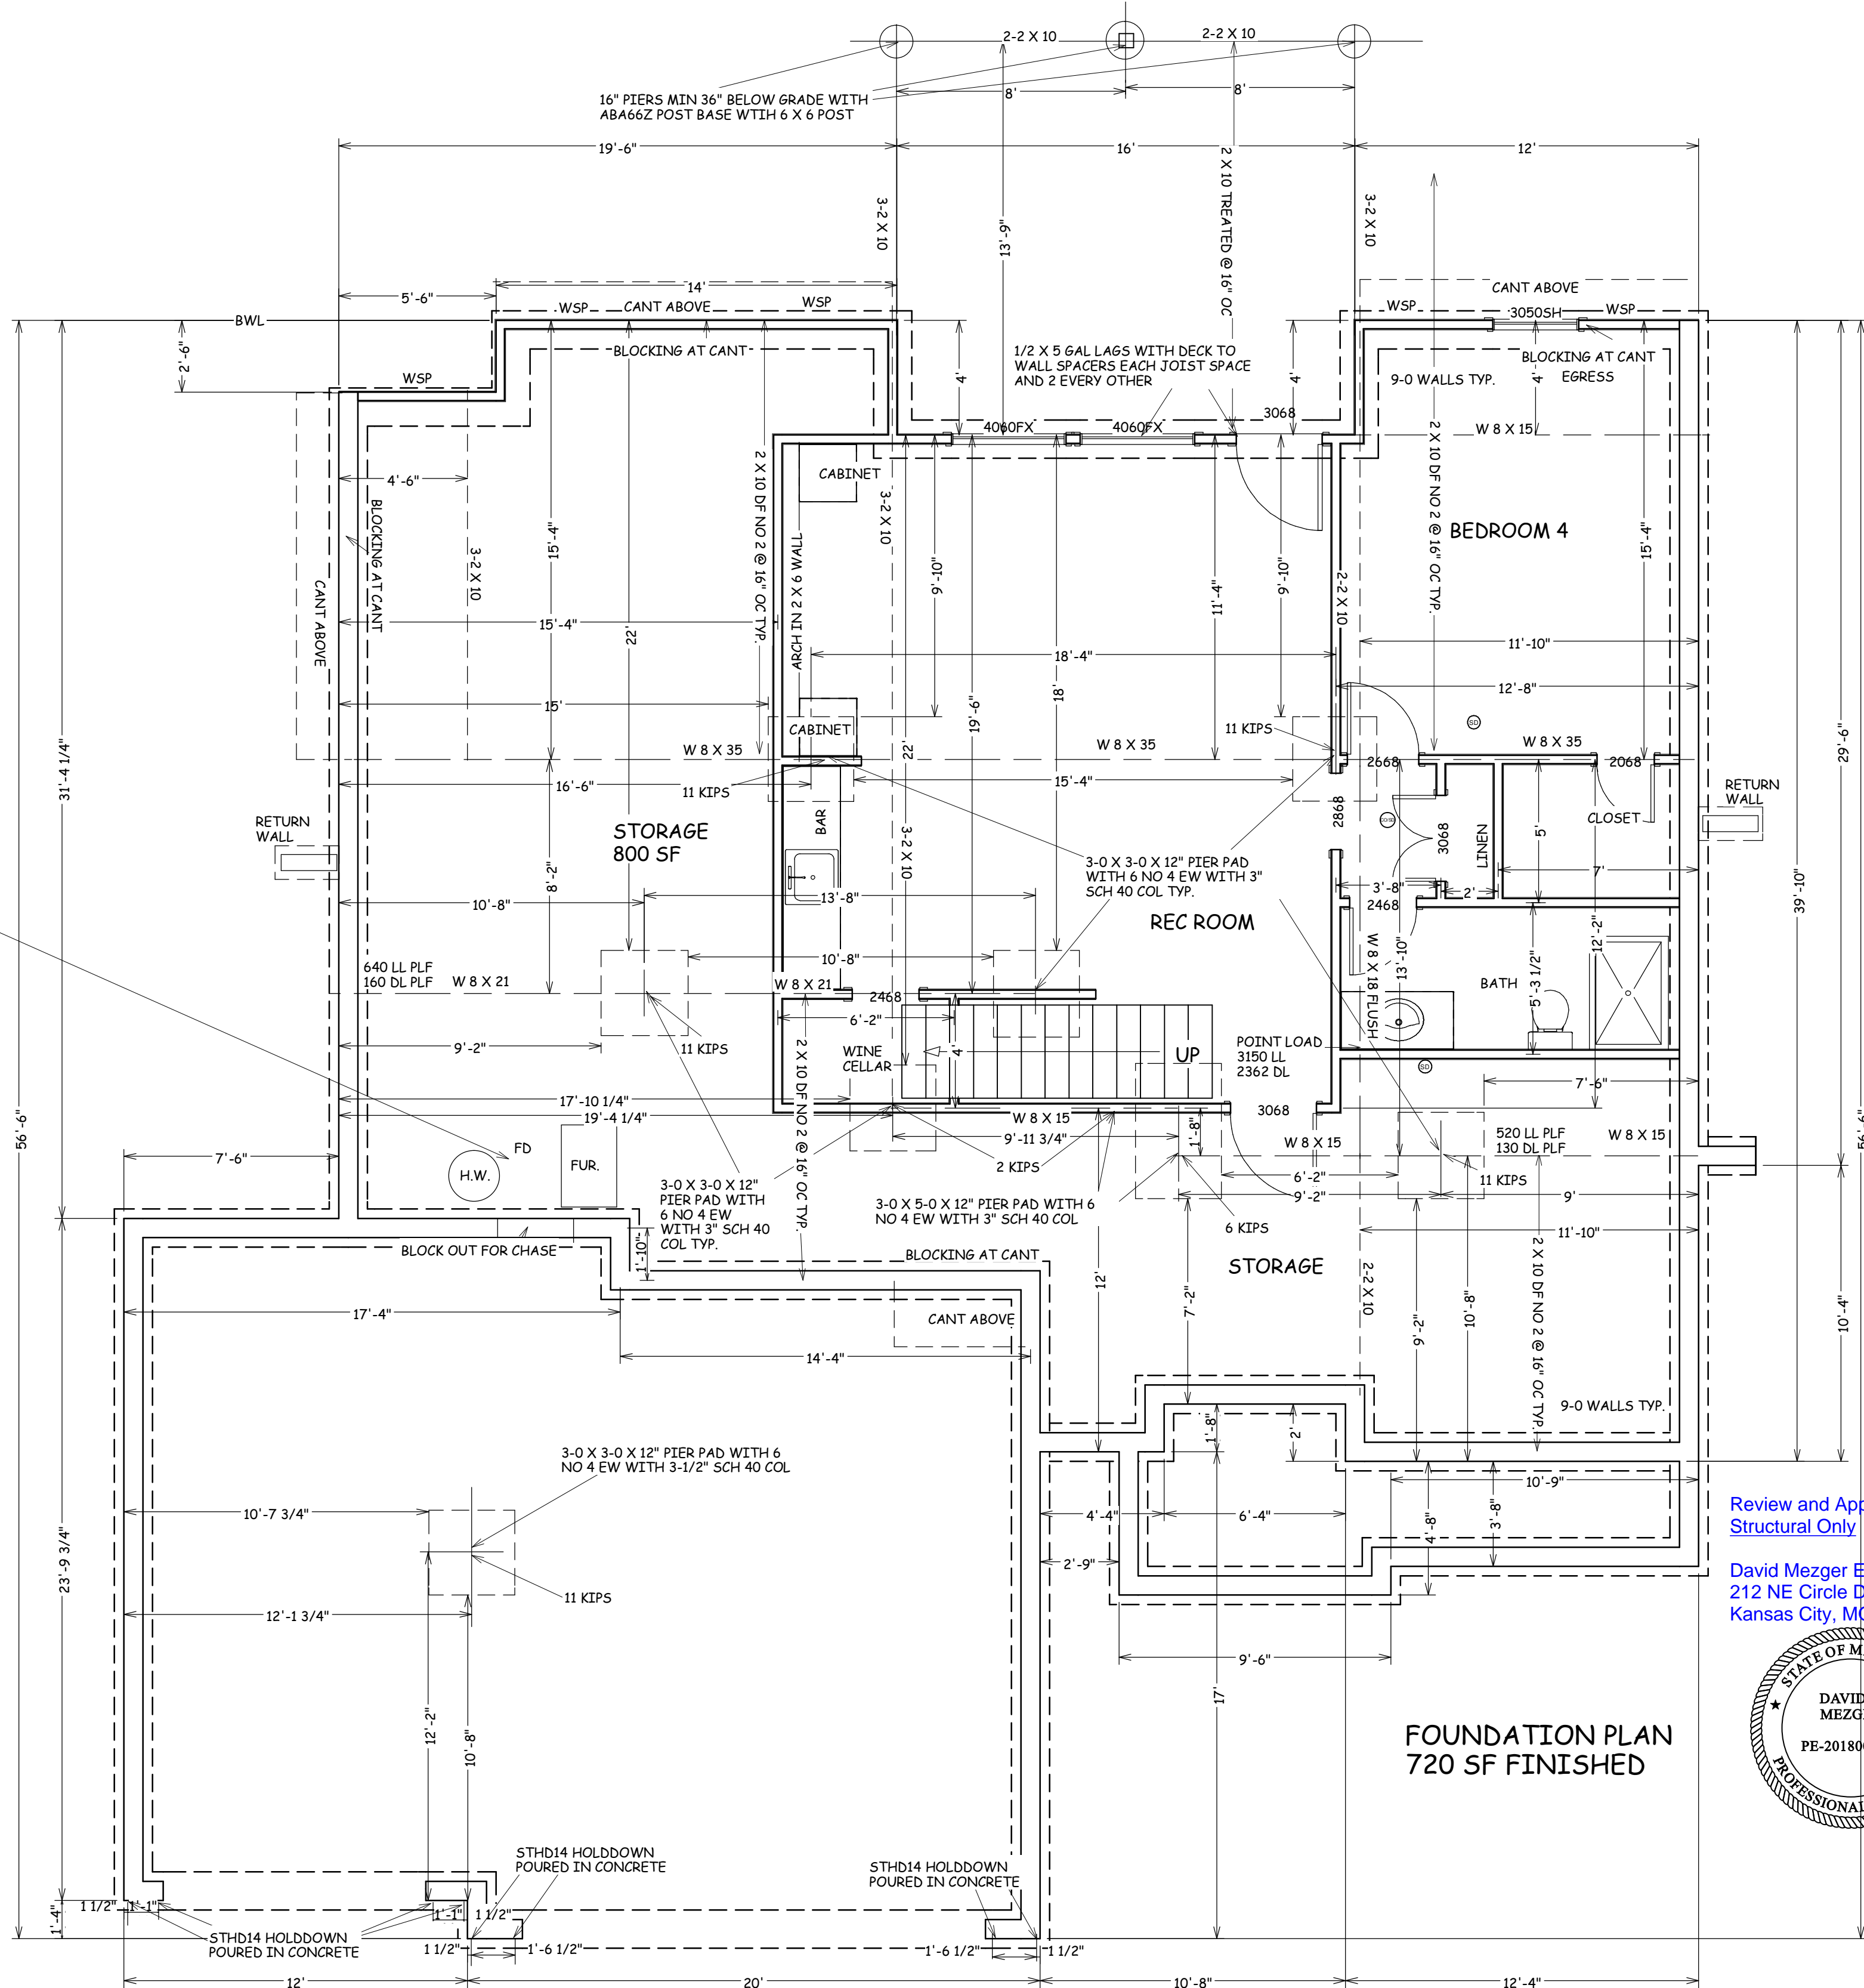 2-2 X 10
2-2 X 10
8'
8'
16" PIERS MIN 36" BELOW GRADE WITH
ABA66Z POST BASE WTIH 6 X 6 POST
19'-6"
16'
12'
3-2 X 10
13'-9"
2 X 10 TREATED @ 16" OC
3-2 X 10
14'
5'-6"
BWL
WSP
CANT ABOVE
WSP
CANT ABOVE
WSP
3050SH
WSP
2'-6"
BLOCKING AT CANT
WSP
4'
1/2 X 5 GAL LAGS WITH DECK TO
WALL SPACERS EACH JOIST SPACE
AND 2 EVERY OTHER
4'
9-0 WALLS TYP.
4'
BLOCKING AT CANT
EGRESS
3068
4060FX
4060FX
W 8 X 15
4'-6"
CABINET
BLOCKING AT CANT
CANT ABOVE
3-2 X 10
15'-4"
2 X 10 DF NO 2 @ 16" OC TYP.
ARCH IN 2 X 9 WALL
3-2 X 10
9'-10"
11'-4"
9'-10"
2-2 X 10
2 X 10 DF NO 2 @ 16" OC TYP.
BEDROOM 4
15'-4"
15'-4"
22'
18'-4"
18'
19'-6"
11'-10"
12'-8"
15'
CABINET
11 KIPS
SD
W 8 X 35
22'
W 8 X 35
W 8 X 35
2668
2068
16'-6"
11 KIPS
15'-4"
31'-4 1/4"
29'-6"
39'-10"
56'-6"
56'-6"
RETURN
WALL
RETURN
WALL
STORAGE
800 SF
BAR
3-2 X 10
2868
3068
LINEN
5'
CLOSET
8'-2"
3-0 X 3-0 X 12" PIER PAD
WITH 6 NO 4 EW WITH 3"
SCH 40 COL TYP.
7'
3'-8"
2'
2468
10'-8"
13'-8"
REC ROOM
10'-8"
W 8 X 18 FLUSH
13'-10"
12'-2"
5'-3 1/2"
BATH
640 LL PLF
160 DL PLF
W 8 X 21
W 8 X 21
2468
6'-2"
9'-2"
11 KIPS
WINE
CELLAR
4'
UP
POINT LOAD
3150 LL
2362 DL
SD
7'-6"
17'-10 1/4"
19'-4 1/4"
W 8 X 15
3068
9'-11 3/4"
1'-8"
W 8 X 15
520 LL PLF
130 DL PLF
W 8 X 15
7'-6"
FD
H.W.
FUR.
2 KIPS
6'-2"
9'-2"
11 KIPS
9'
3-0 X 3-0 X 12"
PIER PAD WITH
6 NO 4 EW
WITH 3" SCH 40
COL TYP.
2 X 10 DF NO 2 @ 16" OC TYP.
3-0 X 5-0 X 12" PIER PAD WITH 6
NO 4 EW WITH 3" SCH 40 COL
6 KIPS
11'-10"
BLOCK OUT FOR CHASE
1'-10"
BLOCKING AT CANT
STORAGE
12'
7'-2"
2-2 X 10
9'-2"
10'-8"
2 X 10 DF NO 2 @ 16" OC TYP.
10'-4"
17'-4"
CANT ABOVE
14'-4"
9-0 WALLS TYP.
1'-8"
2'
3-0 X 3-0 X 12" PIER PAD WITH 6
NO 4 EW WITH 3-1/2" SCH 40 COL
10'-9"
10'-7 3/4"
4'-4"
6'-4"
4'-8"
3'-8"
2'-9"
23'-9 3/4"
11 KIPS
12'-1 3/4"
9'-6"
17'
12'-2"
10'-8"
Review and App
Structural Only
David Mezger E
212 NE Circle D
Kansas City, MO
STATE OF M
DAVID
MEZG
PE-20180
PROFESSIONAL
FOUNDATION PLAN
720 SF FINISHED
STHD14 HOLDDOWN
POURED IN CONCRETE
STHD14 HOLDDOWN
POURED IN CONCRETE
1'-4"
1 1/2"
1'-1"
1'-1"
1 1/2"
STHD14 HOLDDOWN
POURED IN CONCRETE
1 1/2"
1'-6 1/2"
1'-6 1/2"
1 1/2"
12'
20'
10'-8"
12'-4"